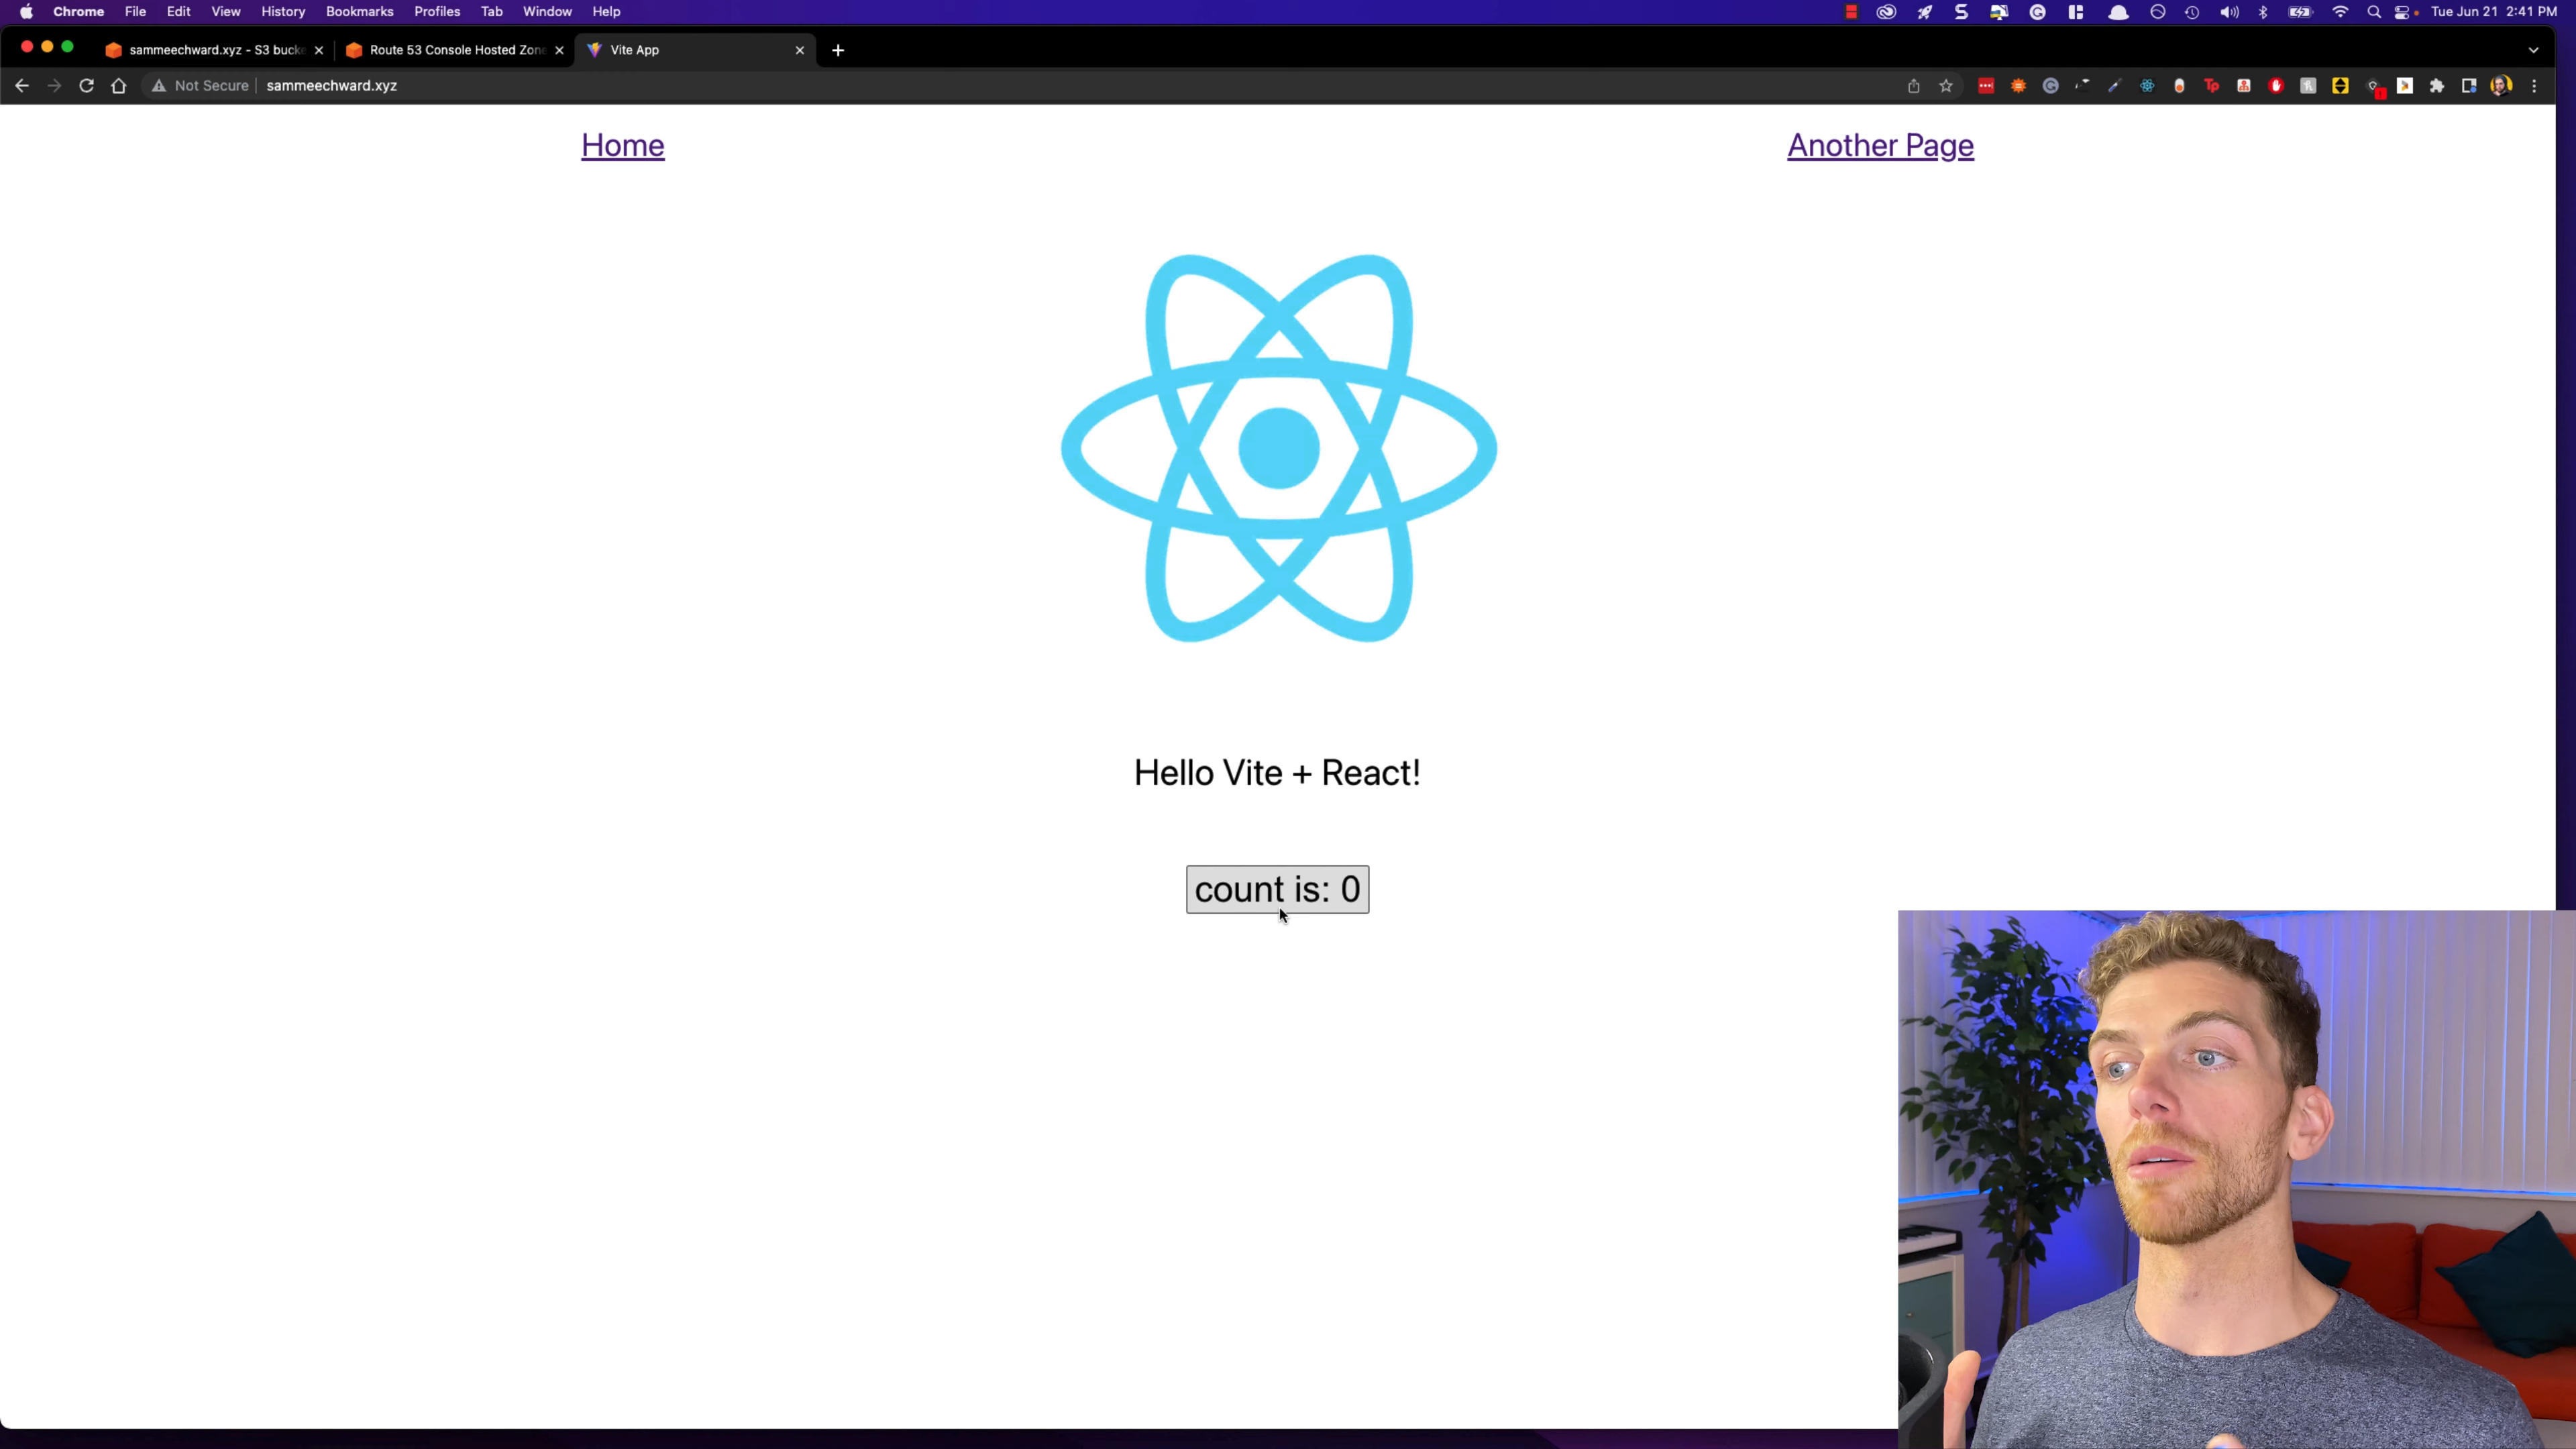 Chrome File Edit View History Bookmarks Profiles Tab Window Help Tue Jun 21 2:41 PM
sammeechward.xyz - S3 bucke Route 53 Console Hosted Zone Vite App
Not Secure sammeechward.xyz
Home Another Page
Hello Vite + React!
count is: 0